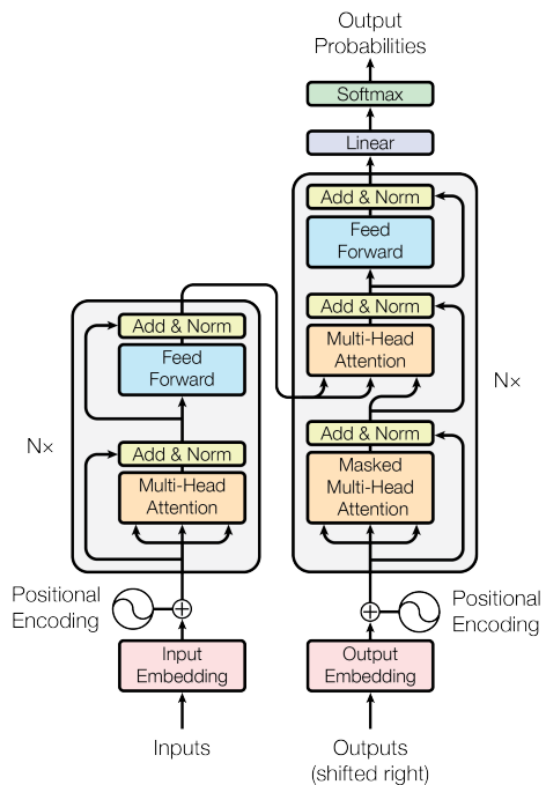 Output
Probabilities
Softmax
Linear
Add & Norm
Feed
Forward
Add & Norm
Multi-Head
Attention
Add & Norm
Masked
Multi-Head
Attention
N×
Add & Norm
Feed
Forward
Add & Norm
Multi-Head
Attention
N×
Positional
Encoding
Positional
Encoding
Input
Embedding
Output
Embedding
Inputs
Outputs
(shifted right)